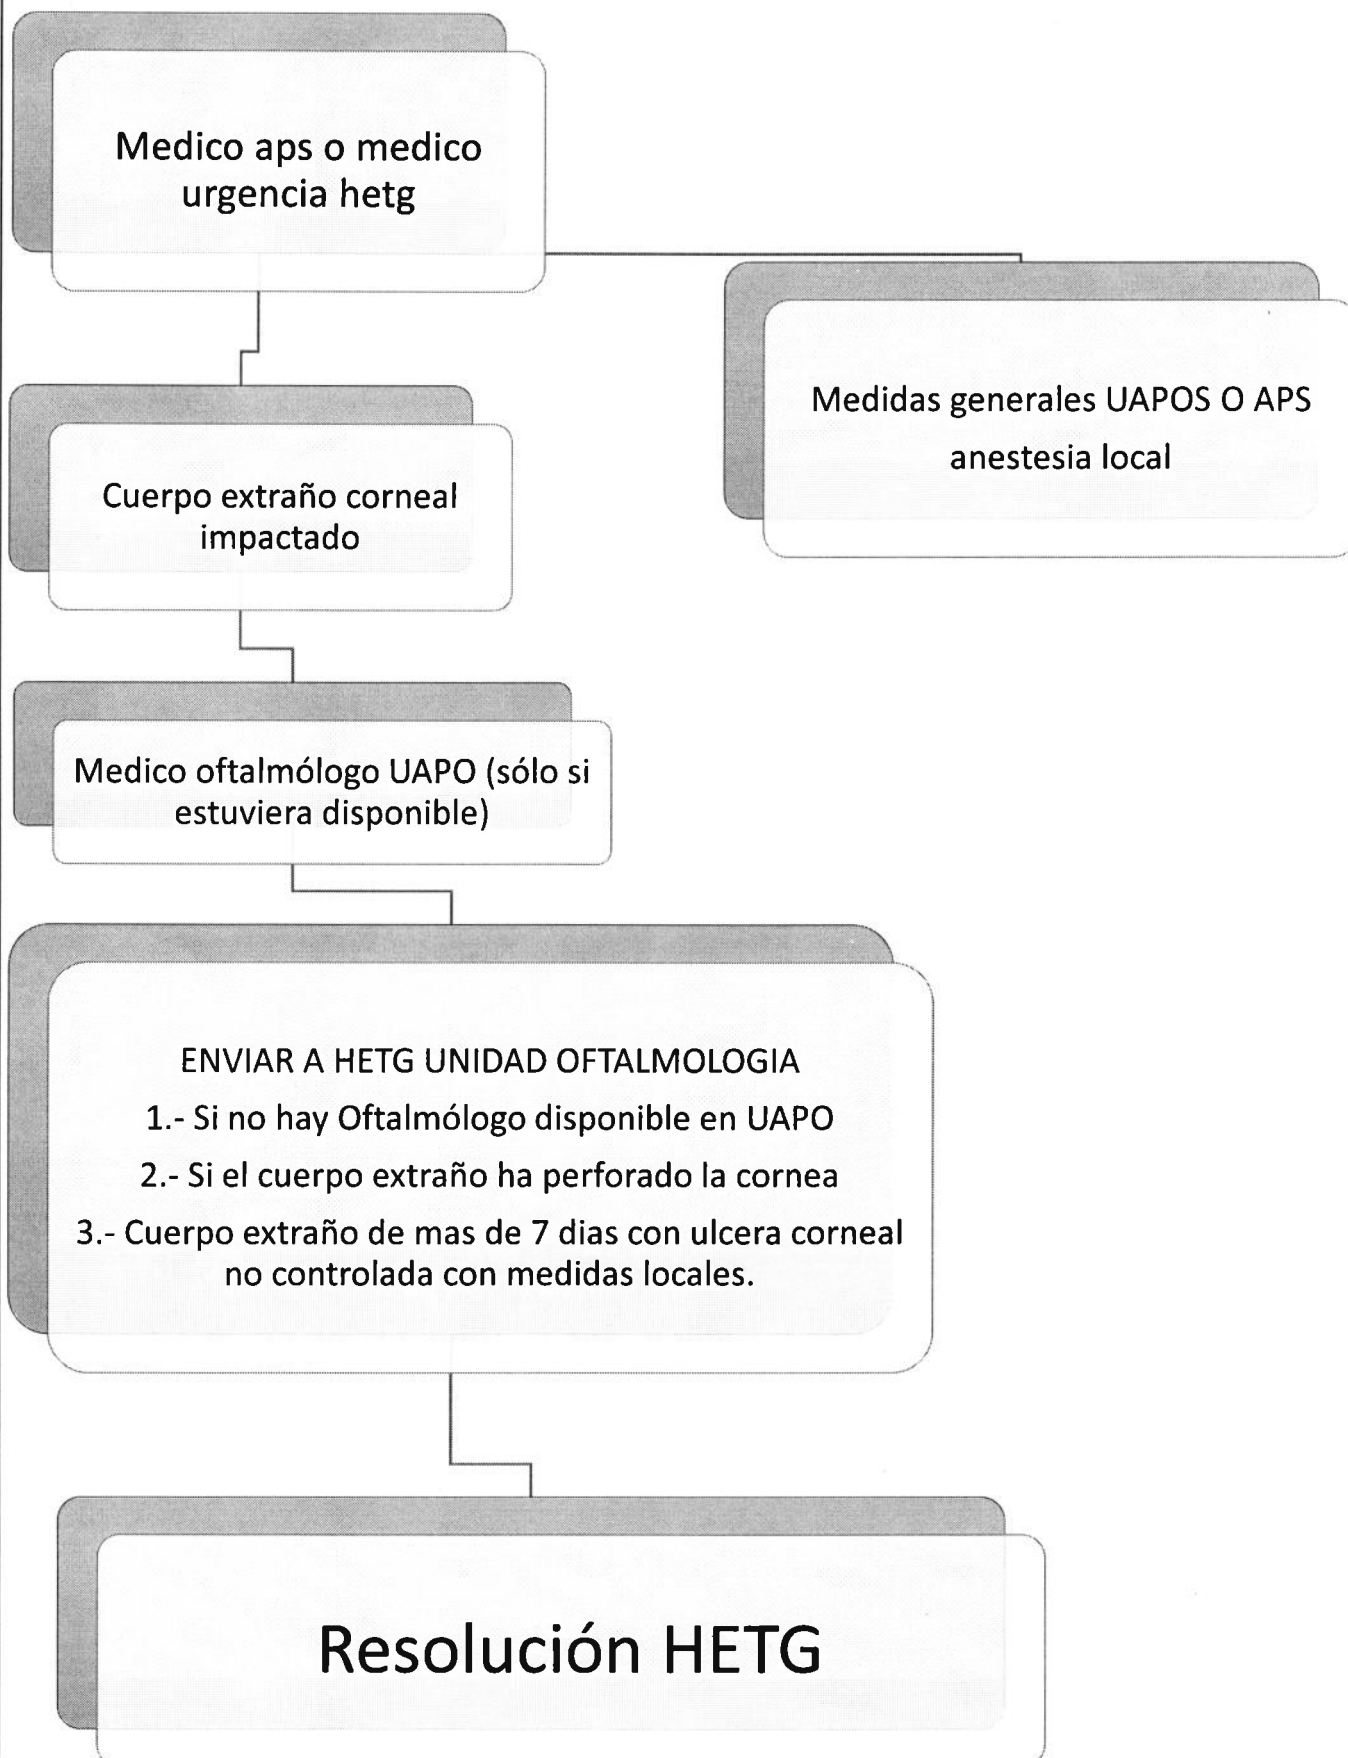 Medico aps o medico
urgencia hetg
Medidas generales UAPOS O APS
anestesia local
Cuerpo extraño corneal
impactado
Medico oftalmólogo UAPO (sólo si
estuviera disponible)
ENVIAR A HETG UNIDAD OFTALMOLOGIA
1.- Si no hay Oftalmólogo disponible en UAPO
2.- Si el cuerpo extraño ha perforado la cornea
3.- Cuerpo extraño de mas de 7 dias con ulcera corneal
no controlada con medidas locales.
Resolución HETG